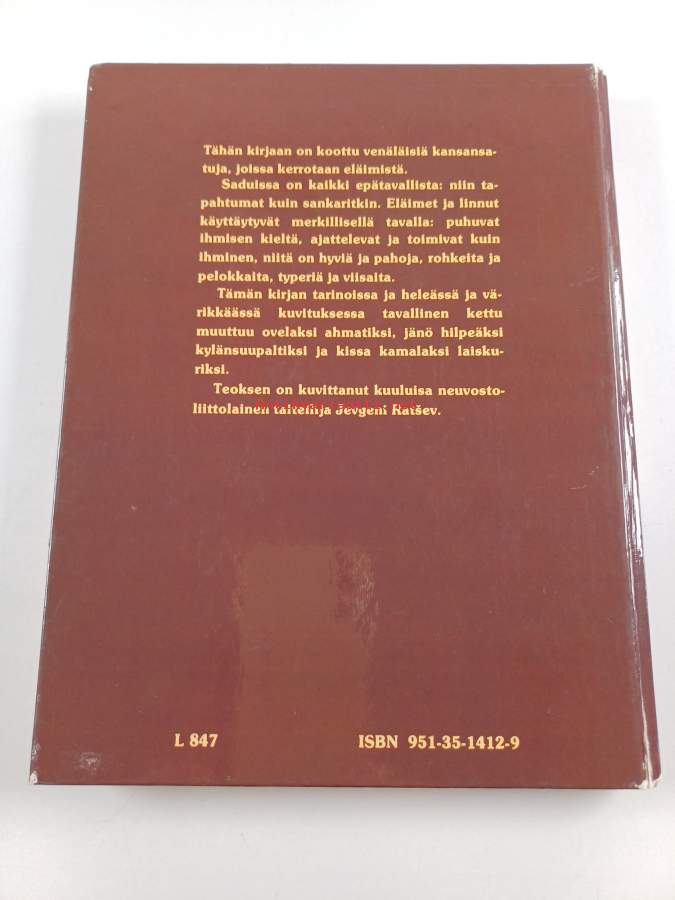 Tähän kirjaan on koottu venäläisiä kansansa-
tuja, joissa kerrotaan eläimistä.
Saduissa on kaikki epätavallista: niin ta-
pahtumat kuin sankaritkin. Eläimet ja linnut
käyttäytyvät merkillisellä tavalla: puhuvat
ihmisen kieltä, ajattelevat ja toimivat kuin
ihminen, niitä on hyviä ja pahoja, rohkeita ja
pelokkaita, typeriä ja viisaita.
Tämän kirjan tarinoissa ja heleässä ja vä-
rikkäässä kuvituksessa tavallinen kettu
muuttuu ovelaksi ahmatiksi, jänö hilpeäksi
kylänsuupaltiksi ja kissa kamalaksi laisku-
riksi.
Teoksen on kuvittanut kuuluisa neuvosto-
liittolainen taiteilija Jevgeni Ratšev.
L 847
ISBN 951-35-1412-9